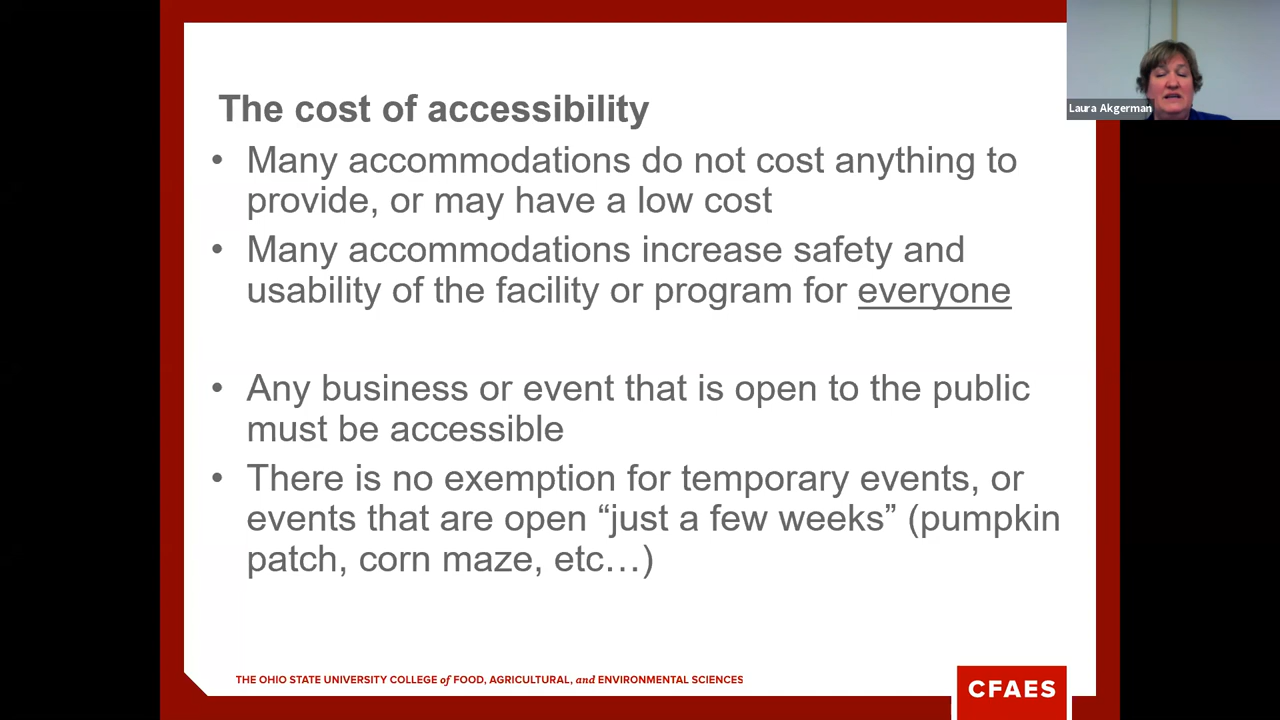 Laura Akgerman
The cost of accessibility
• Many accommodations do not cost anything to
provide, or may have a low cost
• Many accommodations increase safety and
usability of the facility or program for everyone
• Any business or event that is open to the public
must be accessible
• There is no exemption for temporary events, or
events that are open “just a few weeks” (pumpkin
patch, corn maze, etc…)
THE OHIO STATE UNIVERSITY COLLEGE of FOOD, AGRICULTURAL, and ENVIRONMENTAL SCIENCES
CFAES